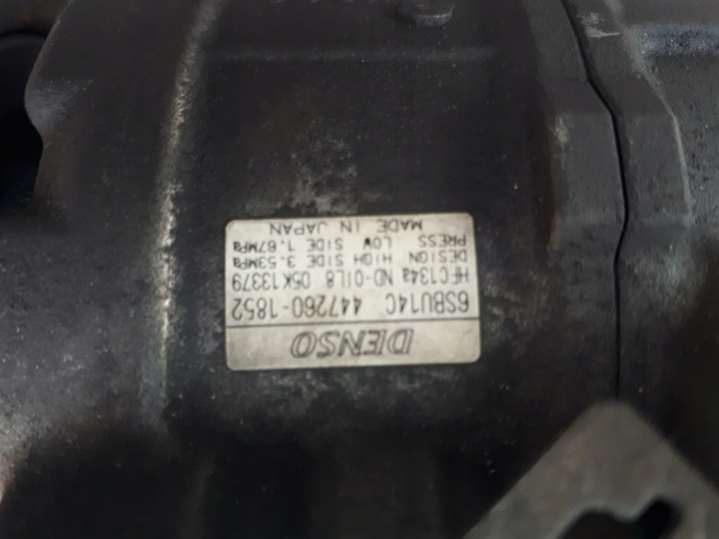 DENSO
6SBU14C 447260-1852
HFC134a ND-OIL8 05K13379
DESIGN HIGH SIDE 3.53MPa
PRESS. LOW SIDE 1.67MPa
MADE IN JAPAN